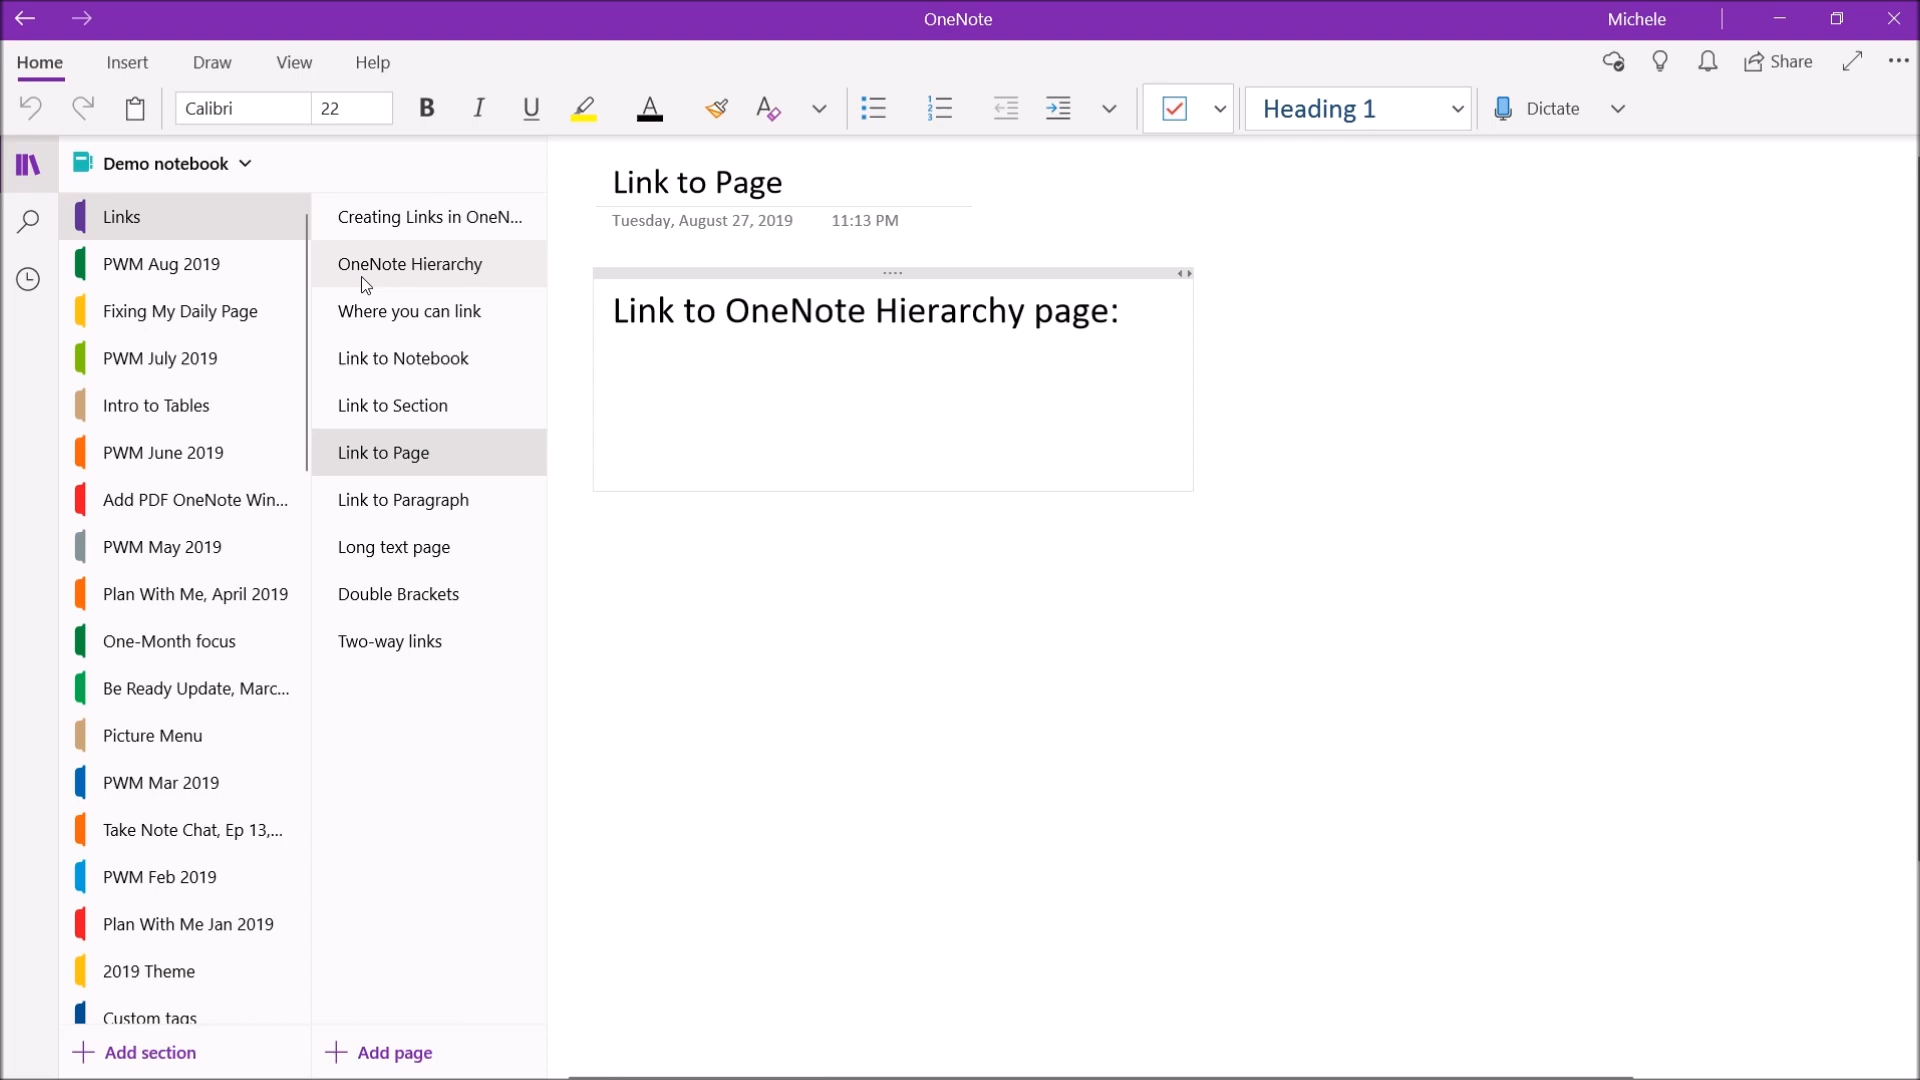 OneNote
Michele
Home
Insert
Draw
View
Help
Share
Calibri
22
B
I
U
A
A
1
2
3
Heading 1
Dictate
Demo notebook
Links
PWM Aug 2019
Fixing My Daily Page
PWM July 2019
Intro to Tables
PWM June 2019
Add PDF OneNote Win...
PWM May 2019
Plan With Me, April 2019
One-Month focus
Be Ready Update, Marc...
Picture Menu
PWM Mar 2019
Take Note Chat, Ep 13,...
PWM Feb 2019
Plan With Me Jan 2019
2019 Theme
Custom tags
Add section
Creating Links in OneN...
OneNote Hierarchy
Where you can link
Link to Notebook
Link to Section
Link to Page
Link to Paragraph
Long text page
Double Brackets
Two-way links
Add page
Link to Page
Tuesday, August 27, 2019 11:13 PM
Link to OneNote Hierarchy page: